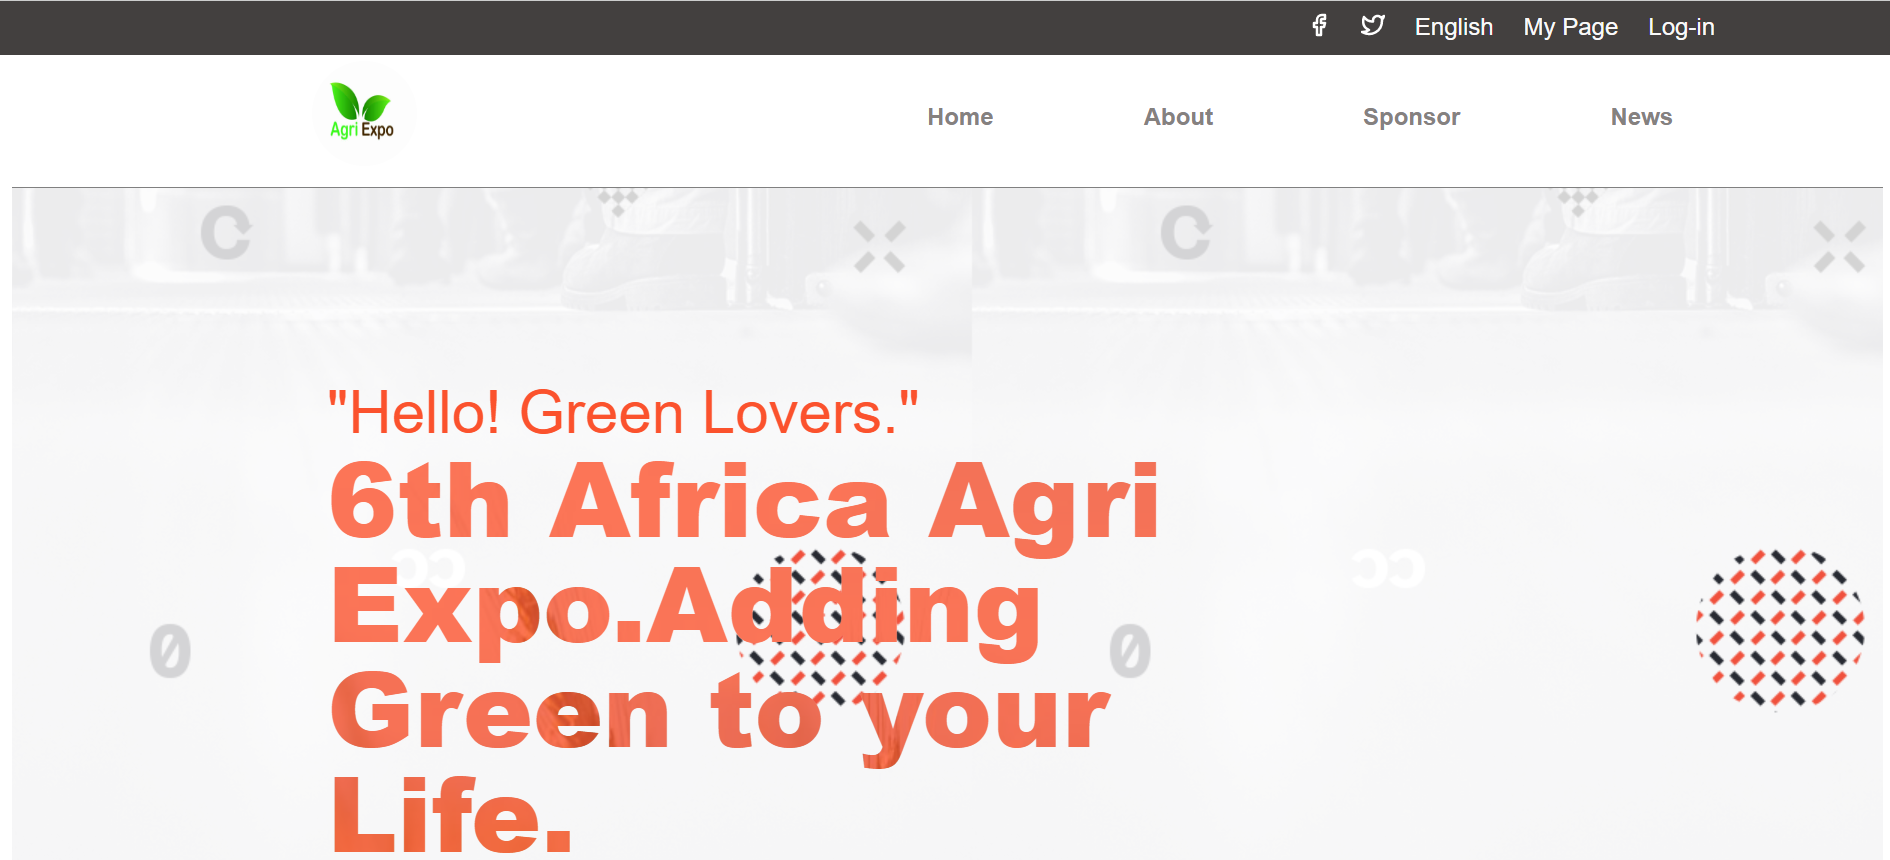 English My Page Log-in
Agri Expo
Home About Sponsor News
"Hello! Green Lovers."
6th Africa Agri
Expo.Adding
Green to your
Life.